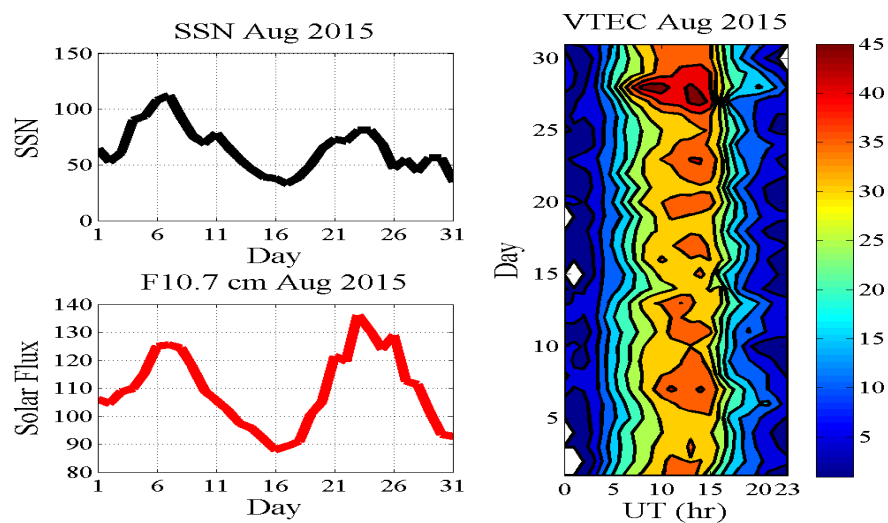 SSN Aug 2015
150
100
50
0
SSN
1 6 11 16 21 26 31
Day
F10.7 cm Aug 2015
140
130
120
110
100
90
80
Solar Flux
1 6 11 16 21 26 31
Day
VTEC Aug 2015
30
25
20
15
10
5
Day
0 5 10 15 20 23
UT (hr)
45
40
35
30
25
20
15
10
5